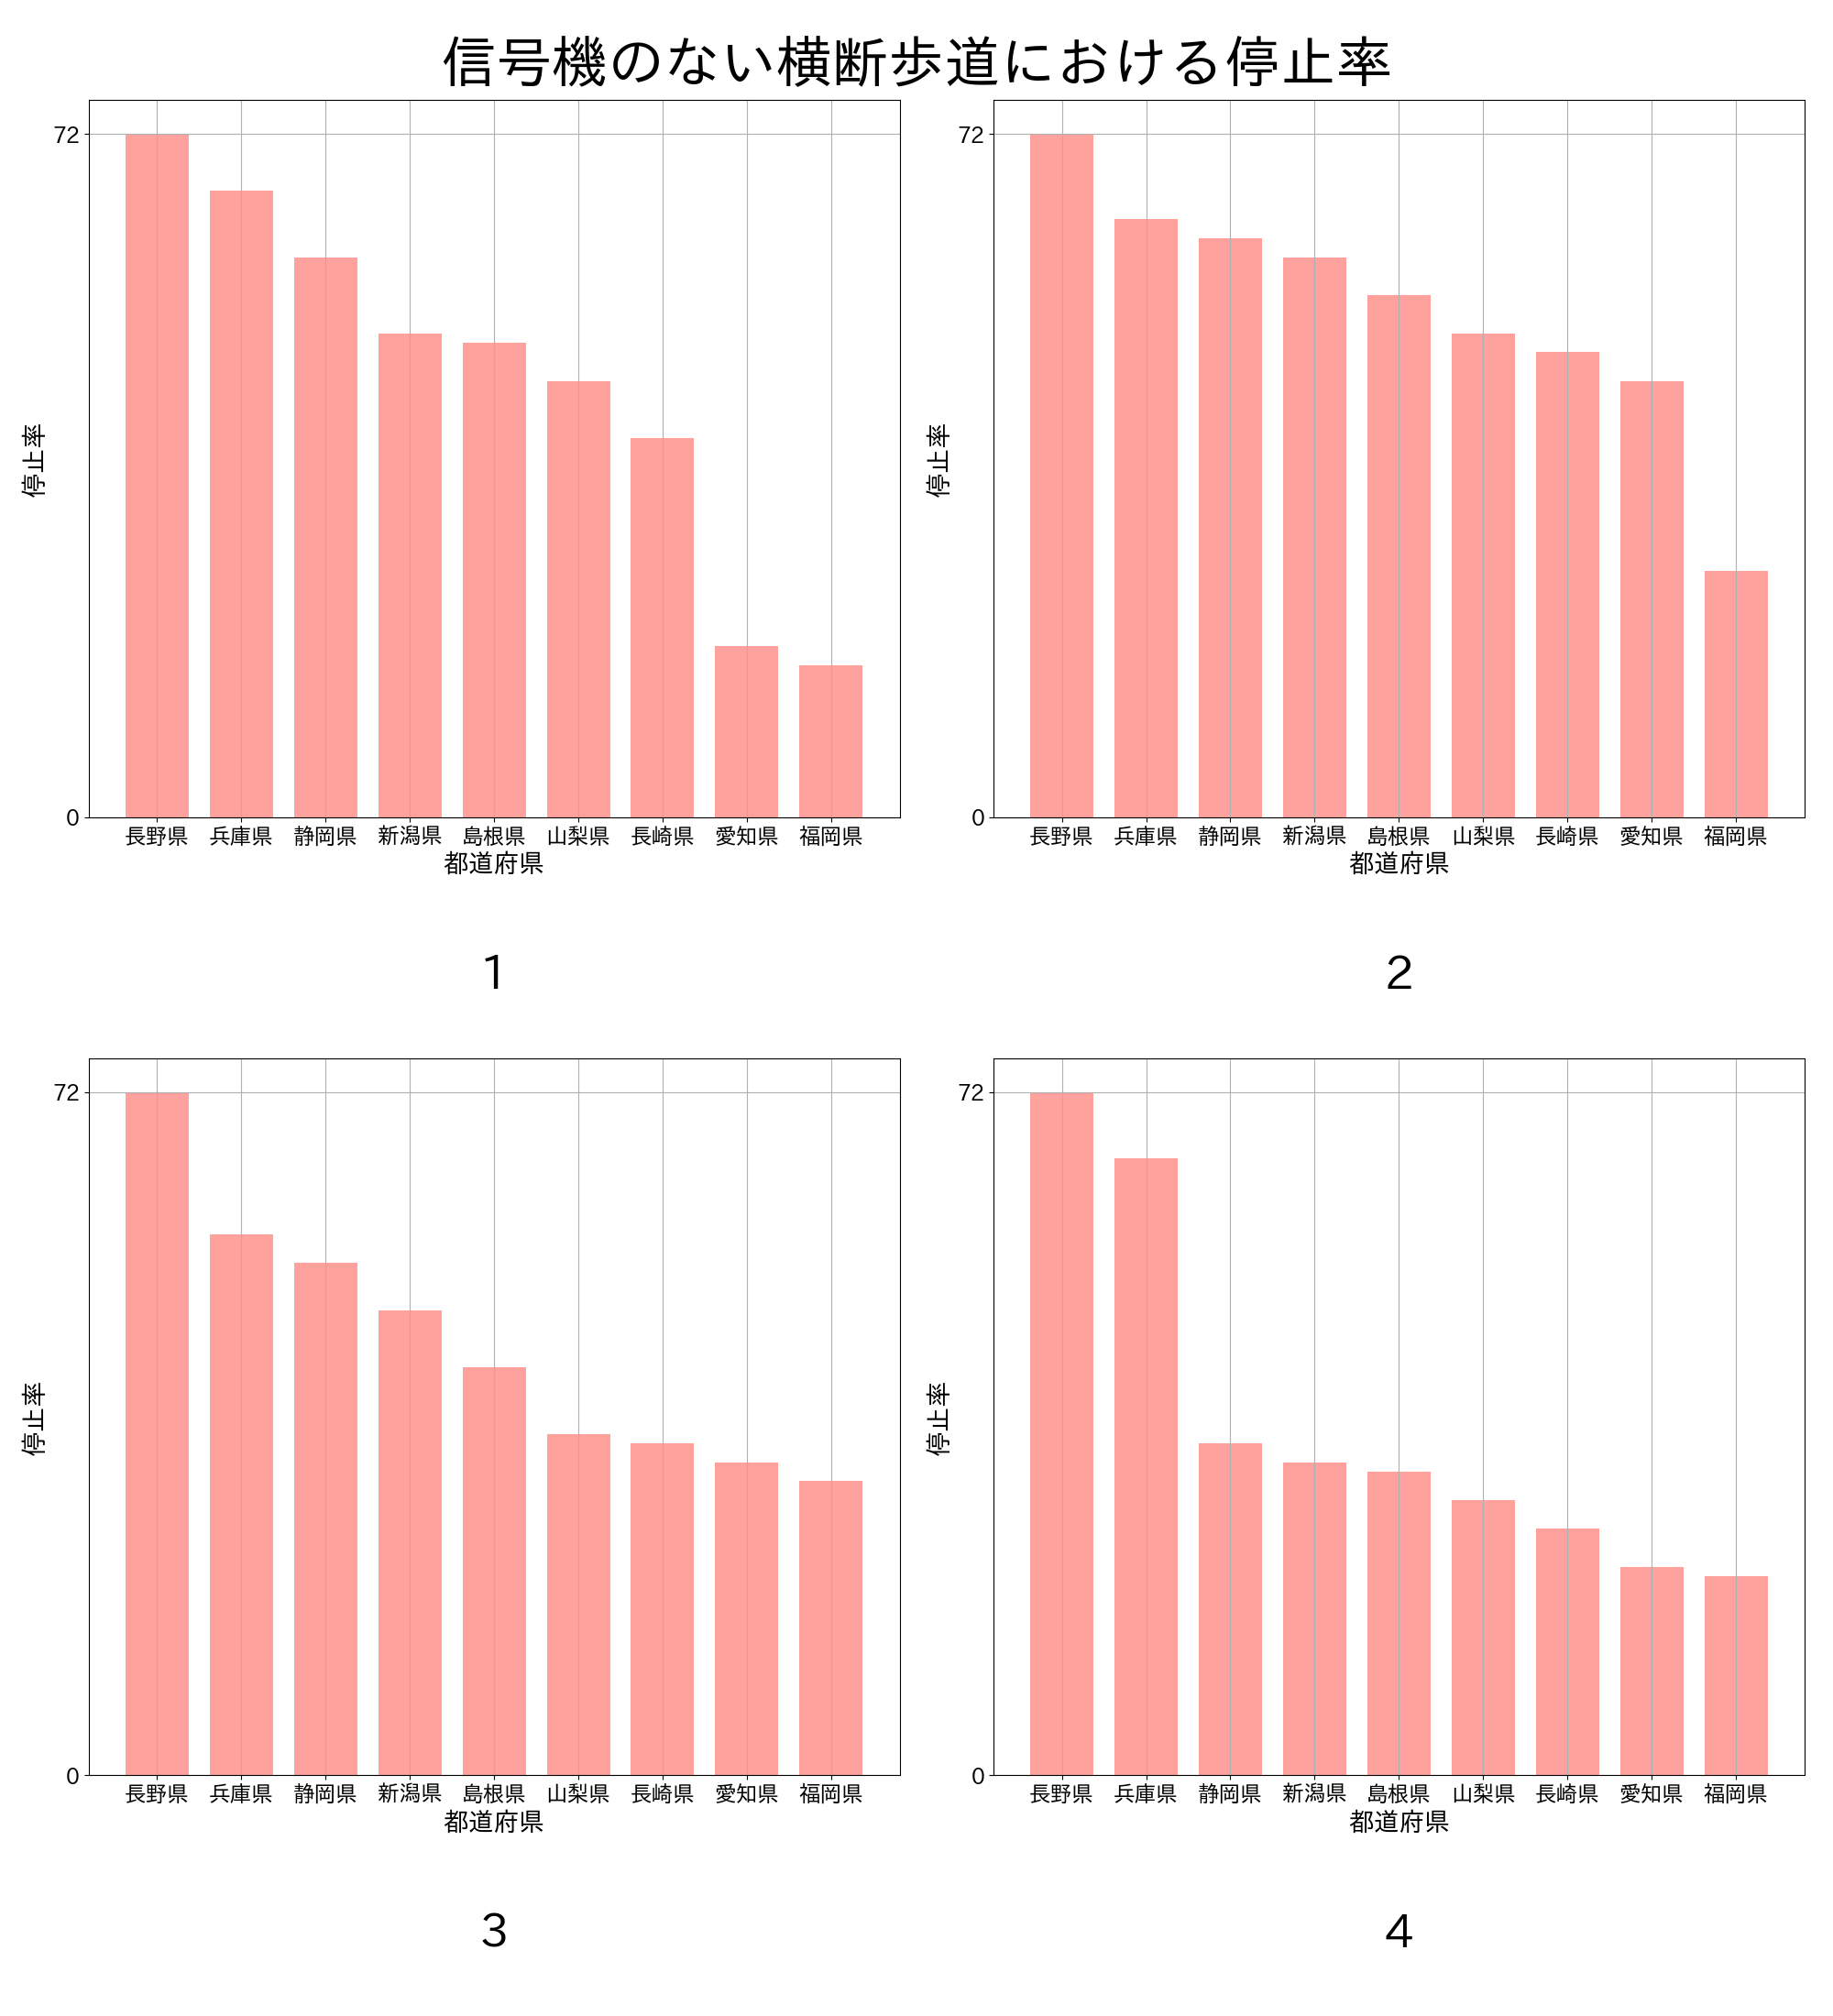 信号機のない横断歩道における停止率
72
停止率
0
長野県 兵庫県 静岡県 新潟県 島根県 山梨県 長崎県 愛知県 福岡県
都道府県
1
72
停止率
0
長野県 兵庫県 静岡県 新潟県 島根県 山梨県 長崎県 愛知県 福岡県
都道府県
2
72
停止率
0
長野県 兵庫県 静岡県 新潟県 島根県 山梨県 長崎県 愛知県 福岡県
都道府県
3
72
停止率
0
長野県 兵庫県 静岡県 新潟県 島根県 山梨県 長崎県 愛知県 福岡県
都道府県
4